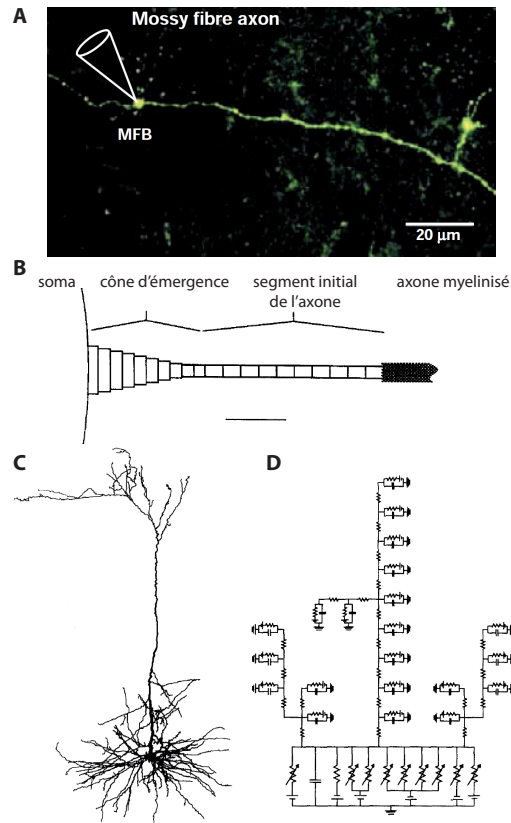 A
Mossy fibre axon
MFB
20 µm
B
soma
cône d’émergence
segment initial
de l’axone
axone myelinisé
C
D